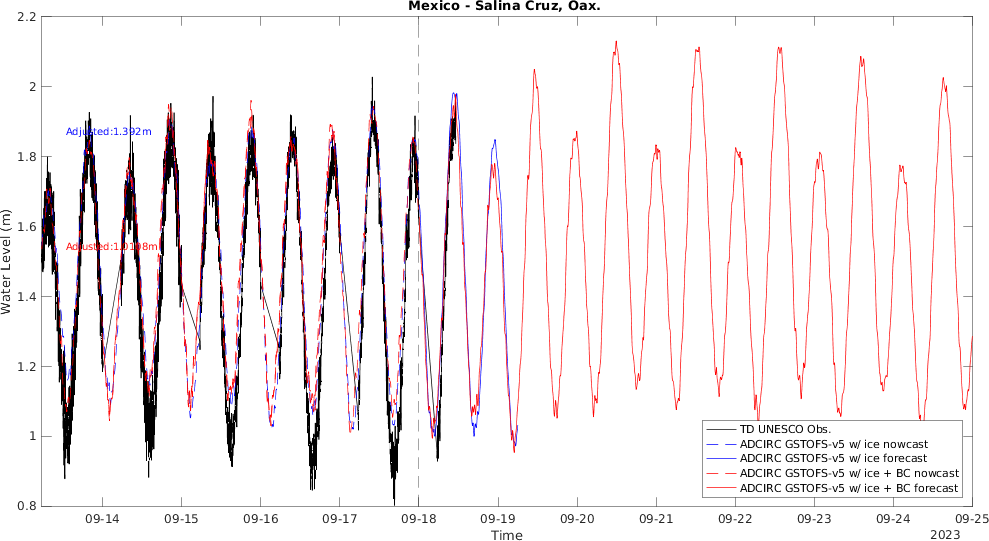 Mexico - Salina Cruz, Oax.
2.2
2
1.8
1.6
1.4
1.2
1
0.8
Water Level (m)
Adjusted:1.392m
Adjusted:1.0198m
TD UNESCO Obs.
ADCIRC GSTOFS-v5 w/ ice nowcast
ADCIRC GSTOFS-v5 w/ ice forecast
ADCIRC GSTOFS-v5 w/ ice + BC nowcast
ADCIRC GSTOFS-v5 w/ ice + BC forecast
09-14 09-15 09-16 09-17 09-18 09-19 09-20 09-21 09-22 09-23 09-24 09-25
Time
2023